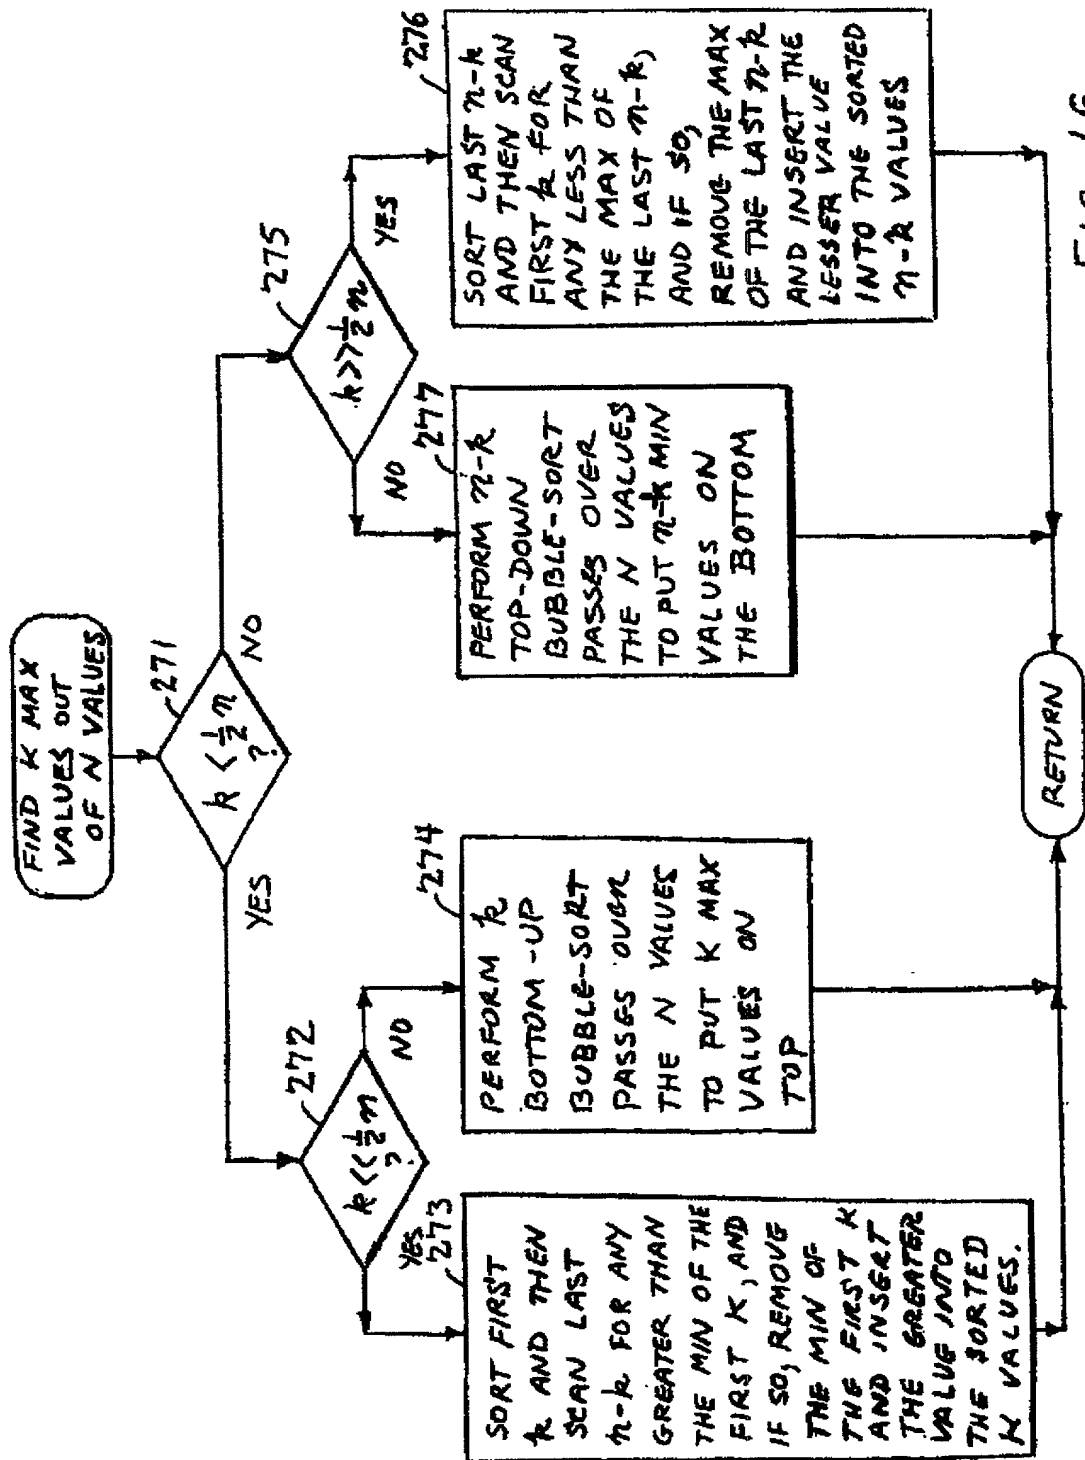 FIND K MAX
VALUES OUT
OF N VALUES
271
k < 1/2 n
?
YES
NO
272
k << 1/2 n
?
YES
NO
273
SORT FIRST
k AND THEN
SCAN LAST
n-k FOR ANY
GREATER THAN
THE MIN OF THE
FIRST K, AND
IF SO, REMOVE
THE MIN OF
THE FIRST K
AND INSERT
THE GREATER
VALUE INTO
THE SORTED
K VALUES.
274
PERFORM k
BOTTOM-UP
BUBBLE-SORT
PASSES OVER
THE N VALUES
TO PUT K MAX
VALUES ON
TOP
275
k >> 1/2 n
NO
YES
277
PERFORM n-k
TOP-DOWN
BUBBLE-SORT
PASSES OVER
THE N VALUES
TO PUT n-k MIN
VALUES ON
THE BOTTOM
276
SORT LAST n-k
AND THEN SCAN
FIRST k FOR
ANY LESS THAN
THE MAX OF
THE LAST n-k,
AND IF SO,
REMOVE THE MAX
OF THE LAST n-k
AND INSERT THE
LESSER VALUE
INTO THE SORTED
n-k VALUES
RETURN